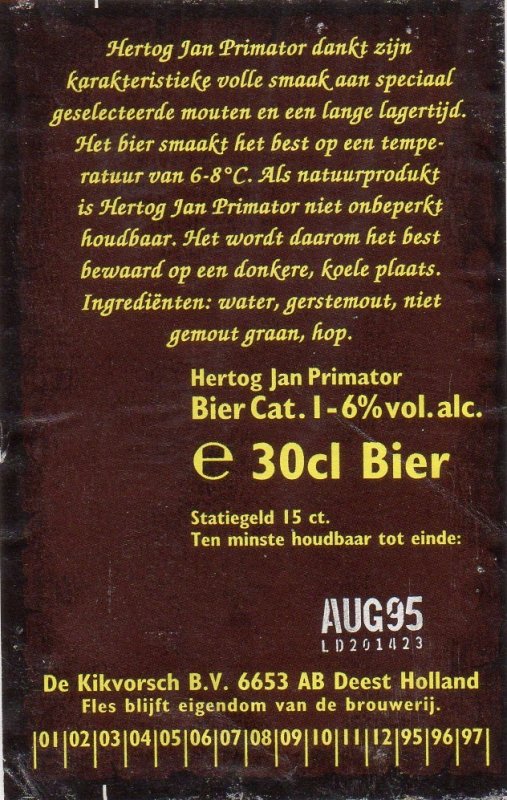 Hertog Jan Primator dankt zijn
karakteristieke volle smaak aan speciaal
geselecteerde mouten en een lange lagertijd.
Het bier smaakt het best op een tempe-
ratuur van 6-8°C. Als natuurprodukt
is Hertog Jan Primator niet onbeperkt
houdbaar. Het wordt daarom het best
bewaard op een donkere, koele plaats.
Ingrediënten: water, gerstemout, niet
gemout graan, hop.
Hertog Jan Primator
Bier Cat. I-6%vol.alc.
℮ 30cl Bier
Statiegeld 15 ct.
Ten minste houdbaar tot einde:
AUG95
LD201423
De Kikvorsch B.V. 6653 AB Deest Holland
Fles blijft eigendom van de brouwerij.
|01|02|03|04|05|06|07|08|09|10|11|12|95|96|97|